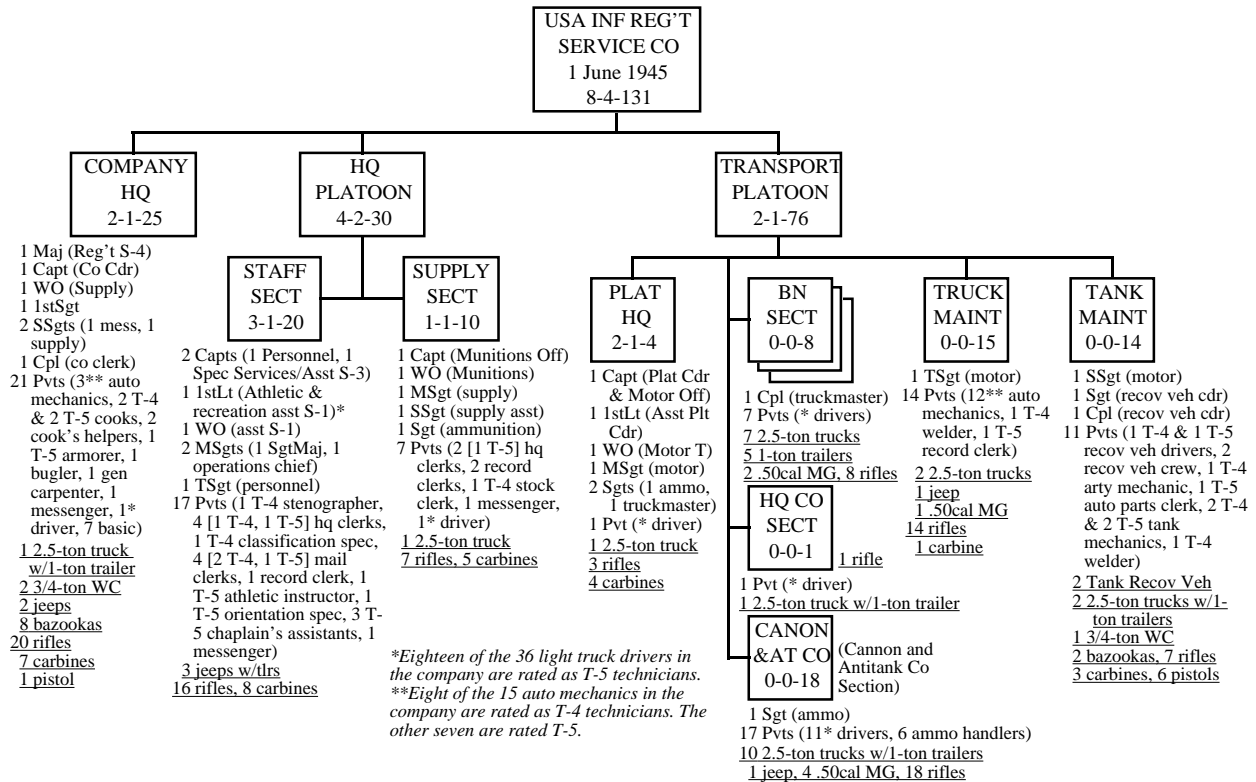 USA INF REG'T
SERVICE CO
1 June 1945
8-4-131
COMPANY
HQ
2-1-25
1 Maj (Reg't S-4)
1 Capt (Co Cdr)
1 WO (Supply)
1 1stSgt
2 SSgts (1 mess, 1
supply)
1 Cpl (co clerk)
21 Pvts (3** auto
mechanics, 2 T-4
& 2 T-5 cooks, 2
cook's helpers, 1
T-5 armorer, 1
bugler, 1 gen
carpenter, 1
messenger, 1*
driver, 7 basic)
1 2.5-ton truck
w/1-ton trailer
2 3/4-ton WC
2 jeeps
8 bazookas
20 rifles
7 carbines
1 pistol
HQ
PLATOON
4-2-30
STAFF
SECT
3-1-20
2 Capts (1 Personnel, 1
Spec Services/Asst S-3)
1 1stLt (Athletic &
recreation asst S-1)*
1 WO (asst S-1)
2 MSgts (1 SgtMaj, 1
operations chief)
1 TSgt (personnel)
17 Pvts (1 T-4 stenographer,
4 [1 T-4, 1 T-5] hq clerks,
1 T-4 classification spec,
4 [2 T-4, 1 T-5] mail
clerks, 1 record clerk, 1
T-5 athletic instructor, 1
T-5 orientation spec, 3 T-
5 chaplain's assistants, 1
messenger)
3 jeeps w/tlrs
16 rifles, 8 carbines
SUPPLY
SECT
1-1-10
1 Capt (Munitions Off)
1 WO (Munitions)
1 MSgt (supply)
1 SSgt (supply asst)
1 Sgt (ammunition)
7 Pvts (2 [1 T-5] hq
clerks, 2 record
clerks, 1 T-4 stock
clerk, 1 messenger,
1* driver)
1 2.5-ton truck
7 rifles, 5 carbines
TRANSPORT
PLATOON
2-1-76
PLAT
HQ
2-1-4
1 Capt (Plat Cdr
& Motor Off)
1 1stLt (Asst Plt
Cdr)
1 WO (Motor T)
1 MSgt (motor)
2 Sgts (1 ammo,
1 truckmaster)
1 Pvt (* driver)
1 2.5-ton truck
3 rifles
4 carbines
BN
SECT
0-0-8
1 Cpl (truckmaster)
7 Pvts (* drivers)
7 2.5-ton trucks
5 1-ton trailers
2 .50cal MG, 8 rifles
HQ CO
SECT
0-0-1
1 rifle
1 Pvt (* driver)
1 2.5-ton truck w/1-ton trailer
CANON
&AT CO
0-0-18
(Cannon and
Antitank Co
Section)
1 Sgt (ammo)
17 Pvts (11* drivers, 6 ammo handlers)
10 2.5-ton trucks w/1-ton trailers
1 jeep, 4 .50cal MG, 18 rifles
TRUCK
MAINT
0-0-15
1 TSgt (motor)
14 Pvts (12** auto
mechanics, 1 T-4
welder, 1 T-5
record clerk)
2 2.5-ton trucks
1 jeep
1 .50cal MG
14 rifles
1 carbine
TANK
MAINT
0-0-14
1 SSgt (motor)
1 Sgt (recov veh cdr)
1 Cpl (recov veh cdr)
11 Pvts (1 T-4 & 1 T-5
recov veh drivers, 2
recov veh crew, 1 T-4
arty mechanic, 1 T-5
auto parts clerk, 2 T-4
& 2 T-5 tank
mechanics, 1 T-4
welder)
2 Tank Recov Veh
2 2.5-ton trucks w/1-
ton trailers
1 3/4-ton WC
2 bazookas, 7 rifles
3 carbines, 6 pistols
*Eighteen of the 36 light truck drivers in
the company are rated as T-5 technicians.
**Eight of the 15 auto mechanics in the
company are rated as T-4 technicians. The
other seven are rated T-5.